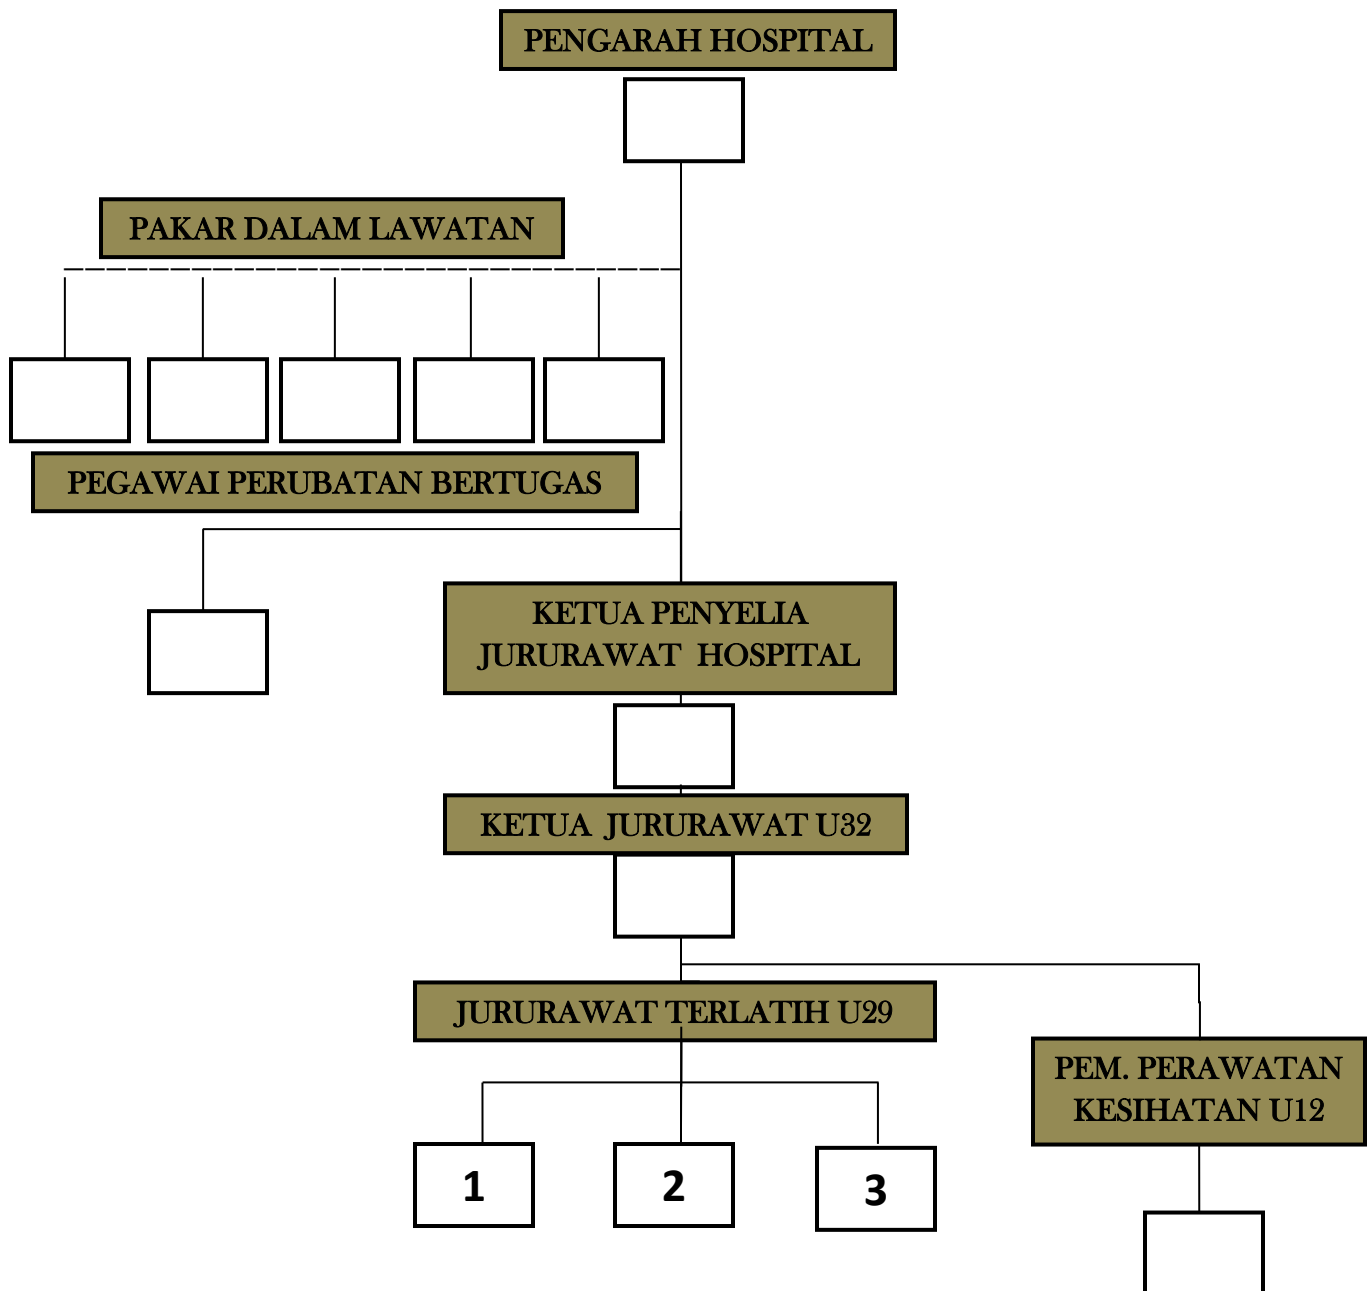 PENGARAH HOSPITAL
PAKAR DALAM LAWATAN
PEGAWAI PERUBATAN BERTUGAS
KETUA PENYELIA
JURURAWAT HOSPITAL
KETUA JURURAWAT U32
JURURAWAT TERLATIH U29
PEM. PERAWATAN
KESIHATAN U12
1
2
3